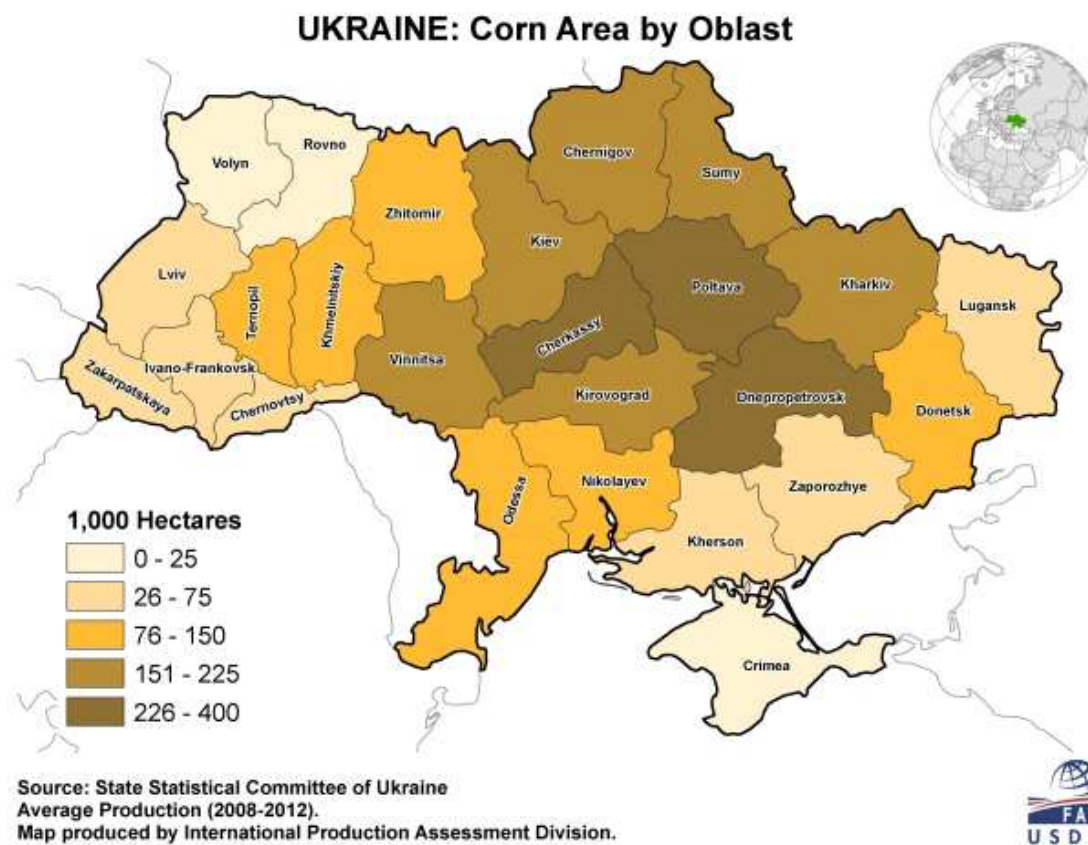 UKRAINE: Corn Area by Oblast
Volyn
Rovno
Zhitomir
Chernigov
Sumy
Kiev
Lviv
Ternopil
Khmelnitskiy
Vinnitsa
Cherkassy
Poltava
Kharkiv
Lugansk
Zakarpatskaya
Ivano-Frankovsk
Chernovtsy
Kirovograd
Dnepropetrovsk
Donetsk
Odessa
Nikolayev
Zaporozhye
Kherson
Crimea
1,000 Hectares
0 - 25
26 - 75
76 - 150
151 - 225
226 - 400
Source: State Statistical Committee of Ukraine
Average Production (2008-2012).
Map produced by International Production Assessment Division.
FA
USD